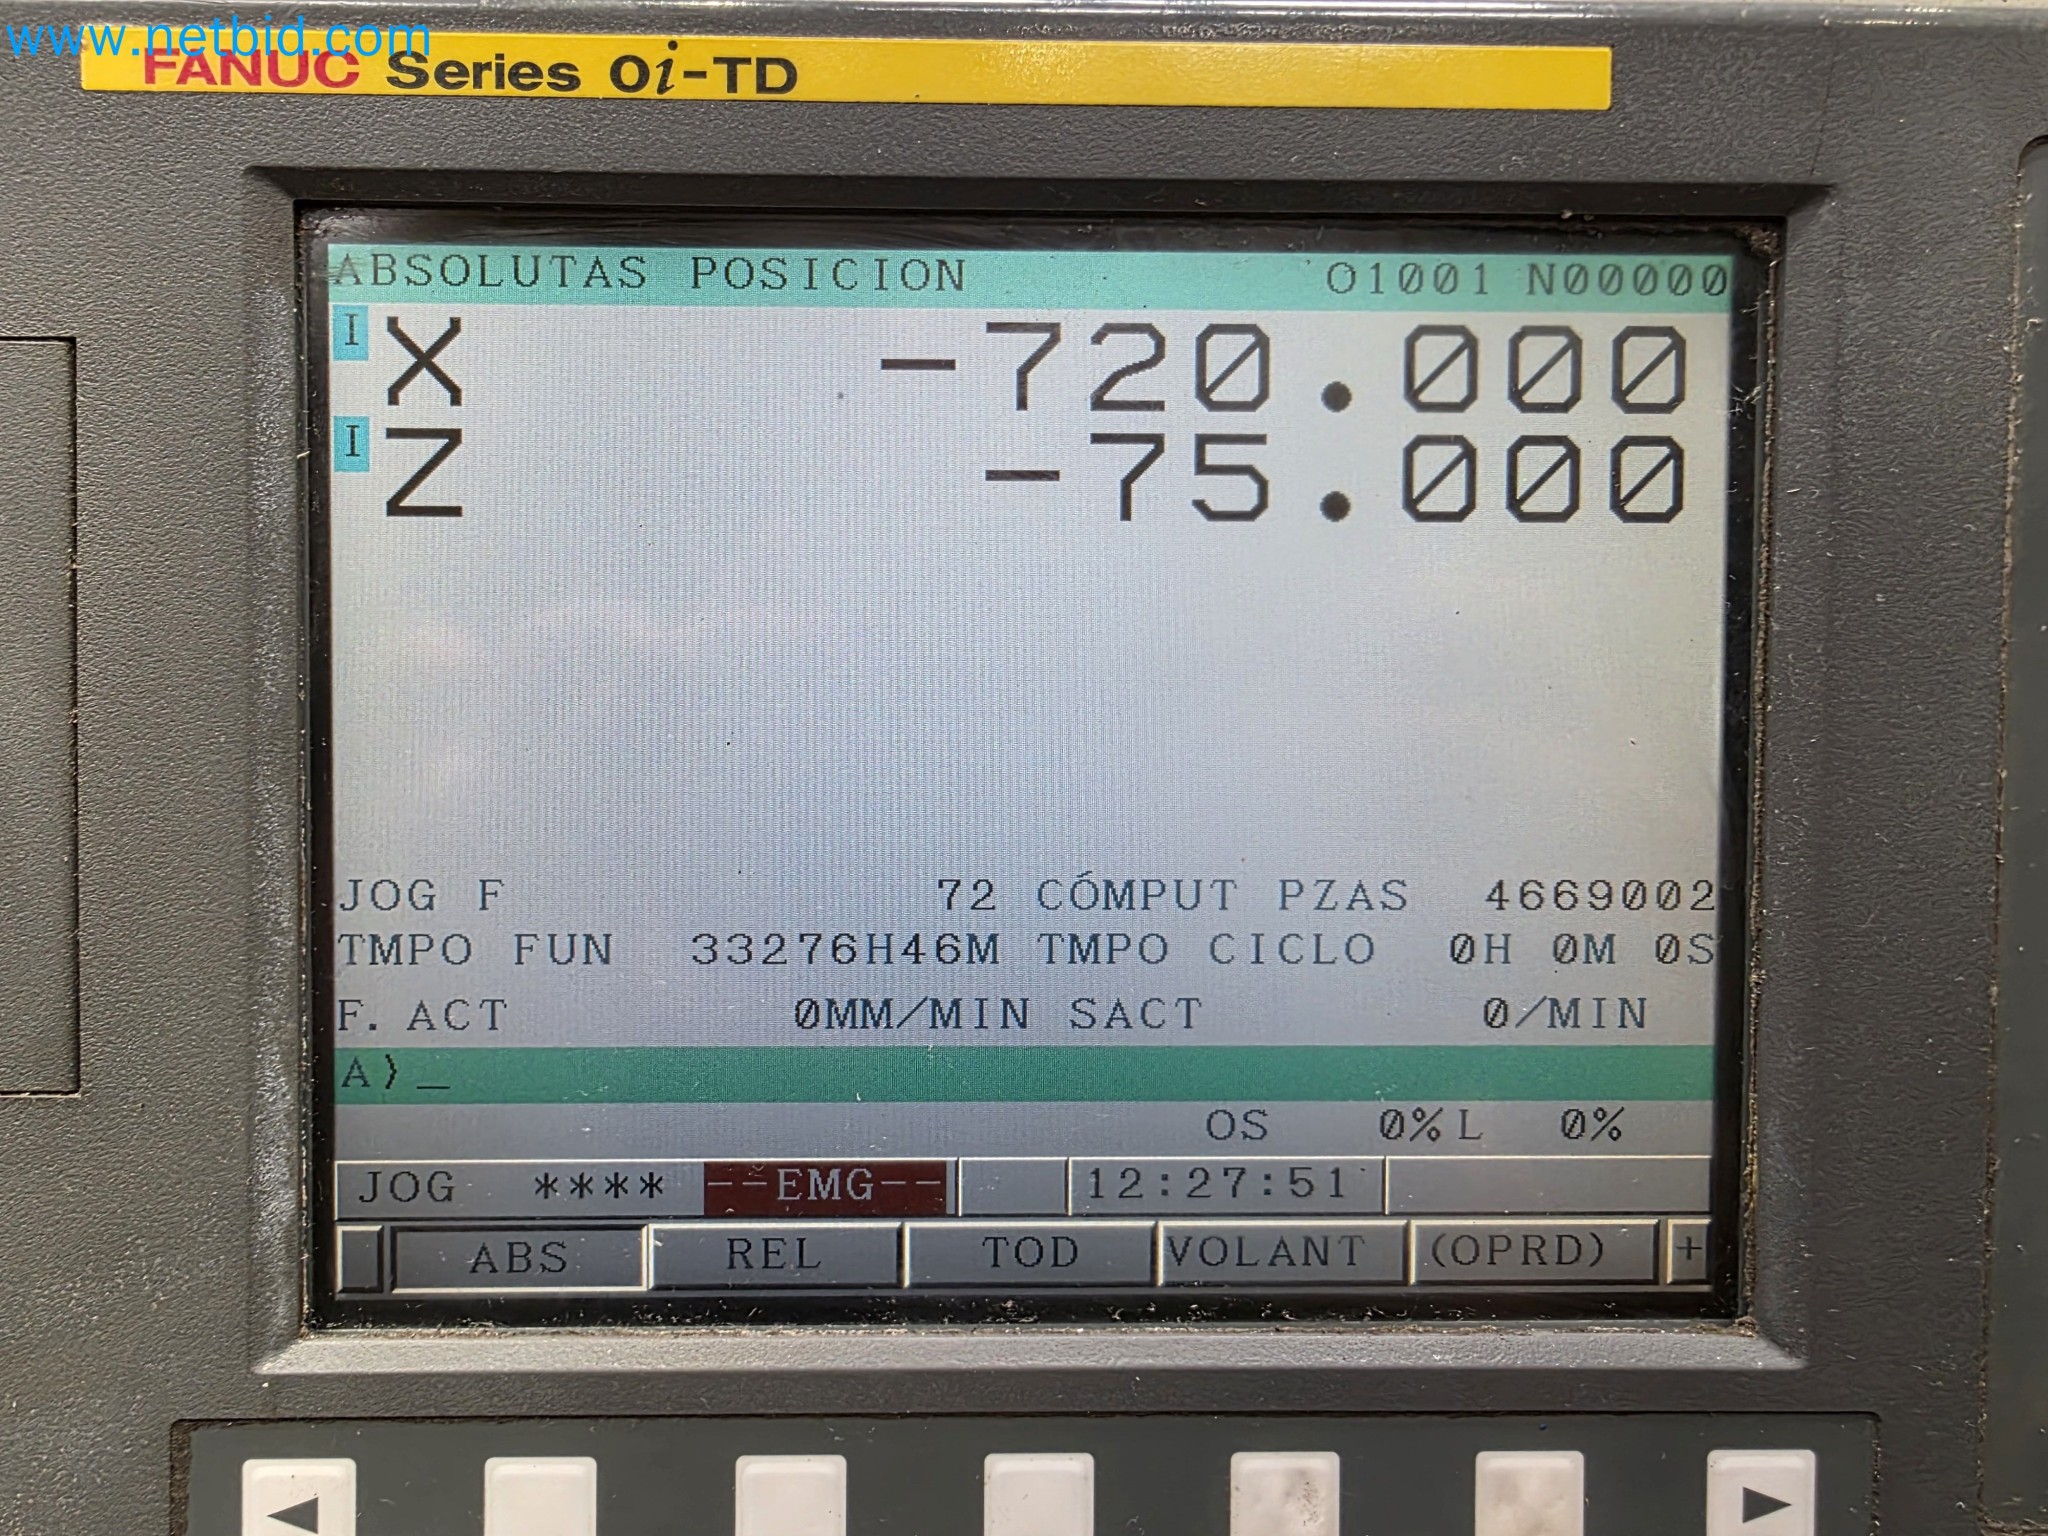 www.netbid.com
FANUC Series 0i-TD
ABSOLUTAS POSICION O1001 N00000
I X -720.000
I Z -75.000
JOG F 72 CÓMPUT PZAS 4669002
TMPO FUN 33276H46M TMPO CICLO 0H 0M 0S
F. ACT 0MM/MIN SACT 0/MIN
A)_
OS 0% L 0%
JOG **** --EMG-- 12:27:51
ABS REL TOD VOLANT (OPRD) +